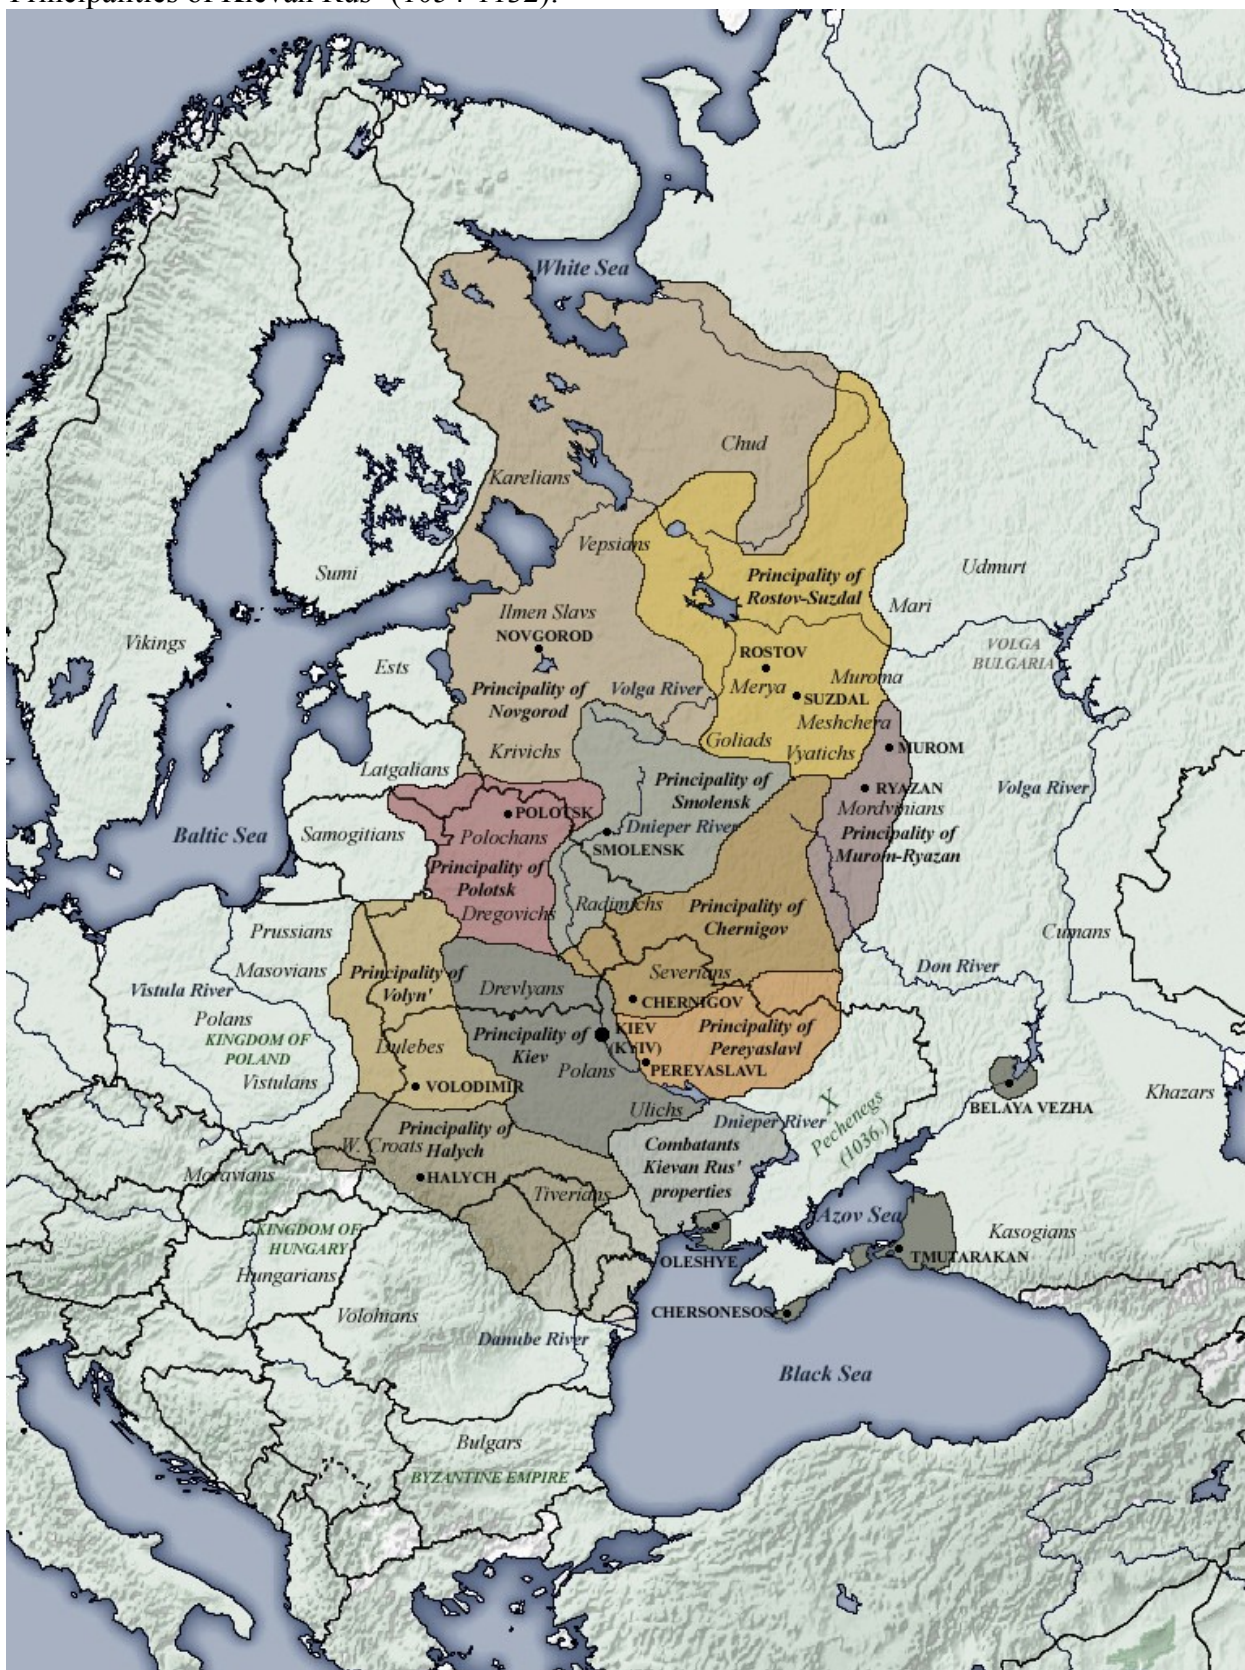 Principalities of Kievan Rus' (1054-1132).
White Sea
Chud
Karelians
Vepsians
Udmurt
Sumi
Principality of
Rostov-Suzdal
Mari
Ilmen Slavs
NOVGOROD
Vikings
VOLGA
BULGARIA
ROSTOV
Ests
Muroma
Merya
Principality of
Novgorod
Volga River
SUZDAL
Meshchera
Goliads
Vyatichs
MUROM
Krivichs
Latgalians
Principality of
Smolensk
RYAZAN
Volga River
Mordvinians
POLOTSK
Dnieper River
Baltic Sea
Samogitians
Polochans
SMOLENSK
Principality of
Murom-Ryazan
Principality of
Polotsk
Radimichs
Dregovichs
Principality of
Chernigov
Prussians
Cumans
Masovians
Principality of
Volyn'
Severians
Don River
Vistula River
Drevlyans
CHERNIGOV
Polans
KINGDOM OF
POLAND
Principality of
Kiev
KIEV
(KYIV)
Principality of
Pereyaslavl
Dulebes
Polans
PEREYASLAVL
Vistulans
VOLODIMIR
Khazars
BELAYA VEZHA
Ulichs
Dnieper River
X
Pechenegs
(1036.)
Principality of
Halych
W. Croats
Combatants
Kievan Rus'
properties
Moravians
HALYCH
Tiverians
Azov Sea
KINGDOM OF
HUNGARY
Kasogians
OLESHYE
TMUTARAKAN
Hungarians
CHERSONESOS
Volohians
Danube River
Black Sea
Bulgars
BYZANTINE EMPIRE